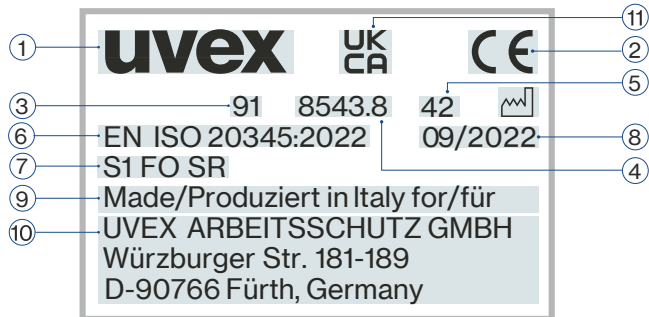 11
1 uvex UK CA CE 2
5
3 91 8543.8 42
6 EN ISO 20345:2022 09/2022 8
7 S1 FO SR 4
9 Made/Produziert in Italy for/für
10 UVEX ARBEITSSCHUTZ GMBH
Würzburger Str. 181-189
D-90766 Fürth, Germany